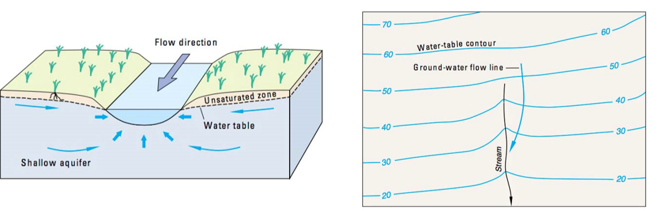 Flow direction
Unsaturated zone
Water table
Shallow aquifer
70
60
Water-table contour
60
Ground-water flow line
50
50
40
40
30
Stream
30
20
20